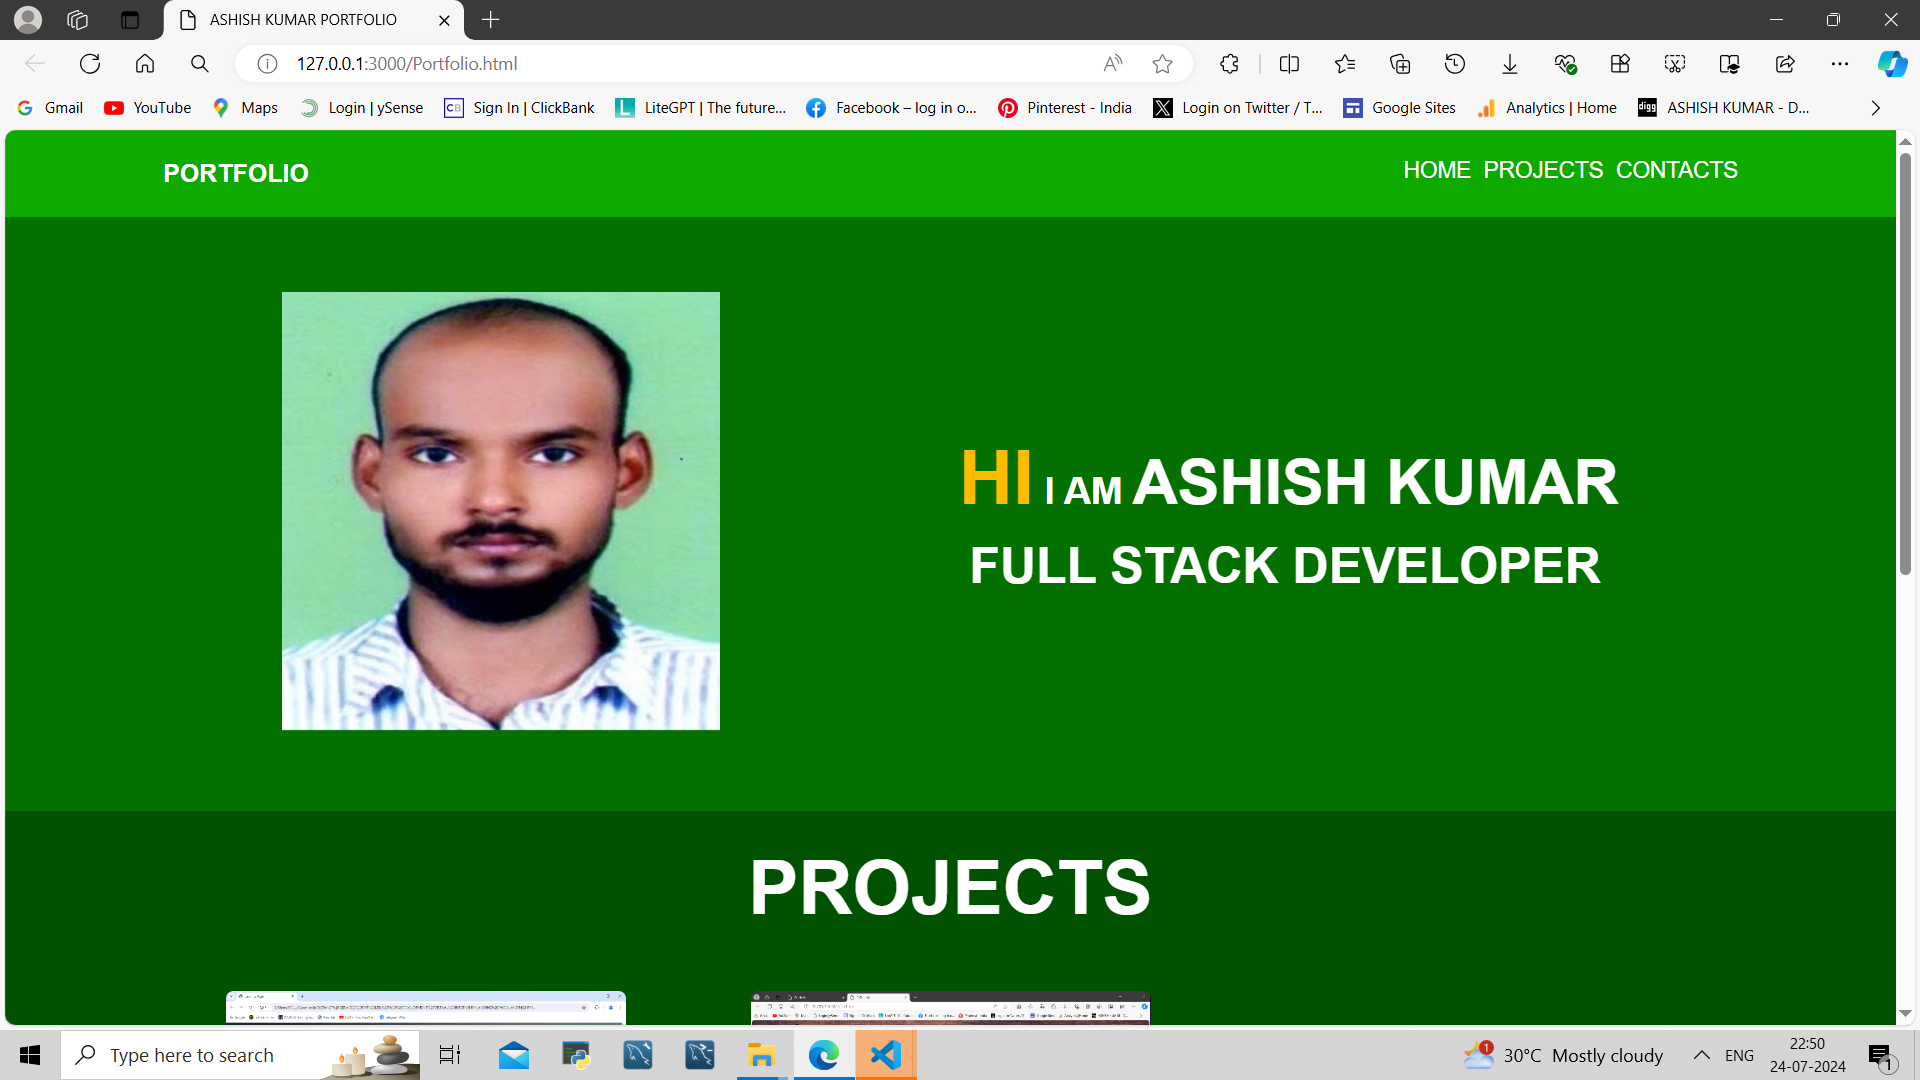 ASHISH KUMAR PORTFOLIO
127.0.0.1:3000/Portfolio.html
Gmail YouTube Maps Login | ySense Sign In | ClickBank LiteGPT | The future... Facebook – log in o... Pinterest - India Login on Twitter / T... Google Sites Analytics | Home ASHISH KUMAR - D...
PORTFOLIO HOME PROJECTS CONTACTS
HI I AM ASHISH KUMAR
FULL STACK DEVELOPER
PROJECTS
Type here to search 30°C Mostly cloudy ENG 22:50
24-07-2024